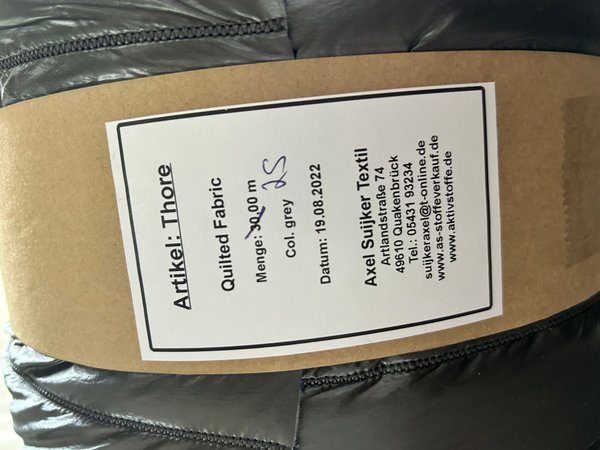 Artikel: Thore
Quilted Fabric
Menge: 30,00 m 25
Col. grey
Datum: 19.08.2022
Axel Suijker Textil
Artlandstraße 74
49610 Quakenbrück
Tel.: 05431 93234
suijkeraxel@t-online.de
www.as-stoffeverkauf.de
www.aktivstoffe.de